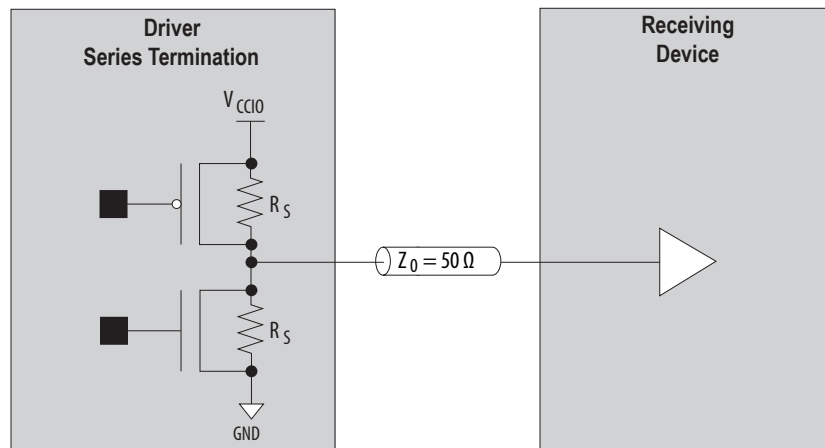 Driver
Series Termination
Receiving
Device
V CCIO
R S
Z 0 = 50 Ω
R S
GND